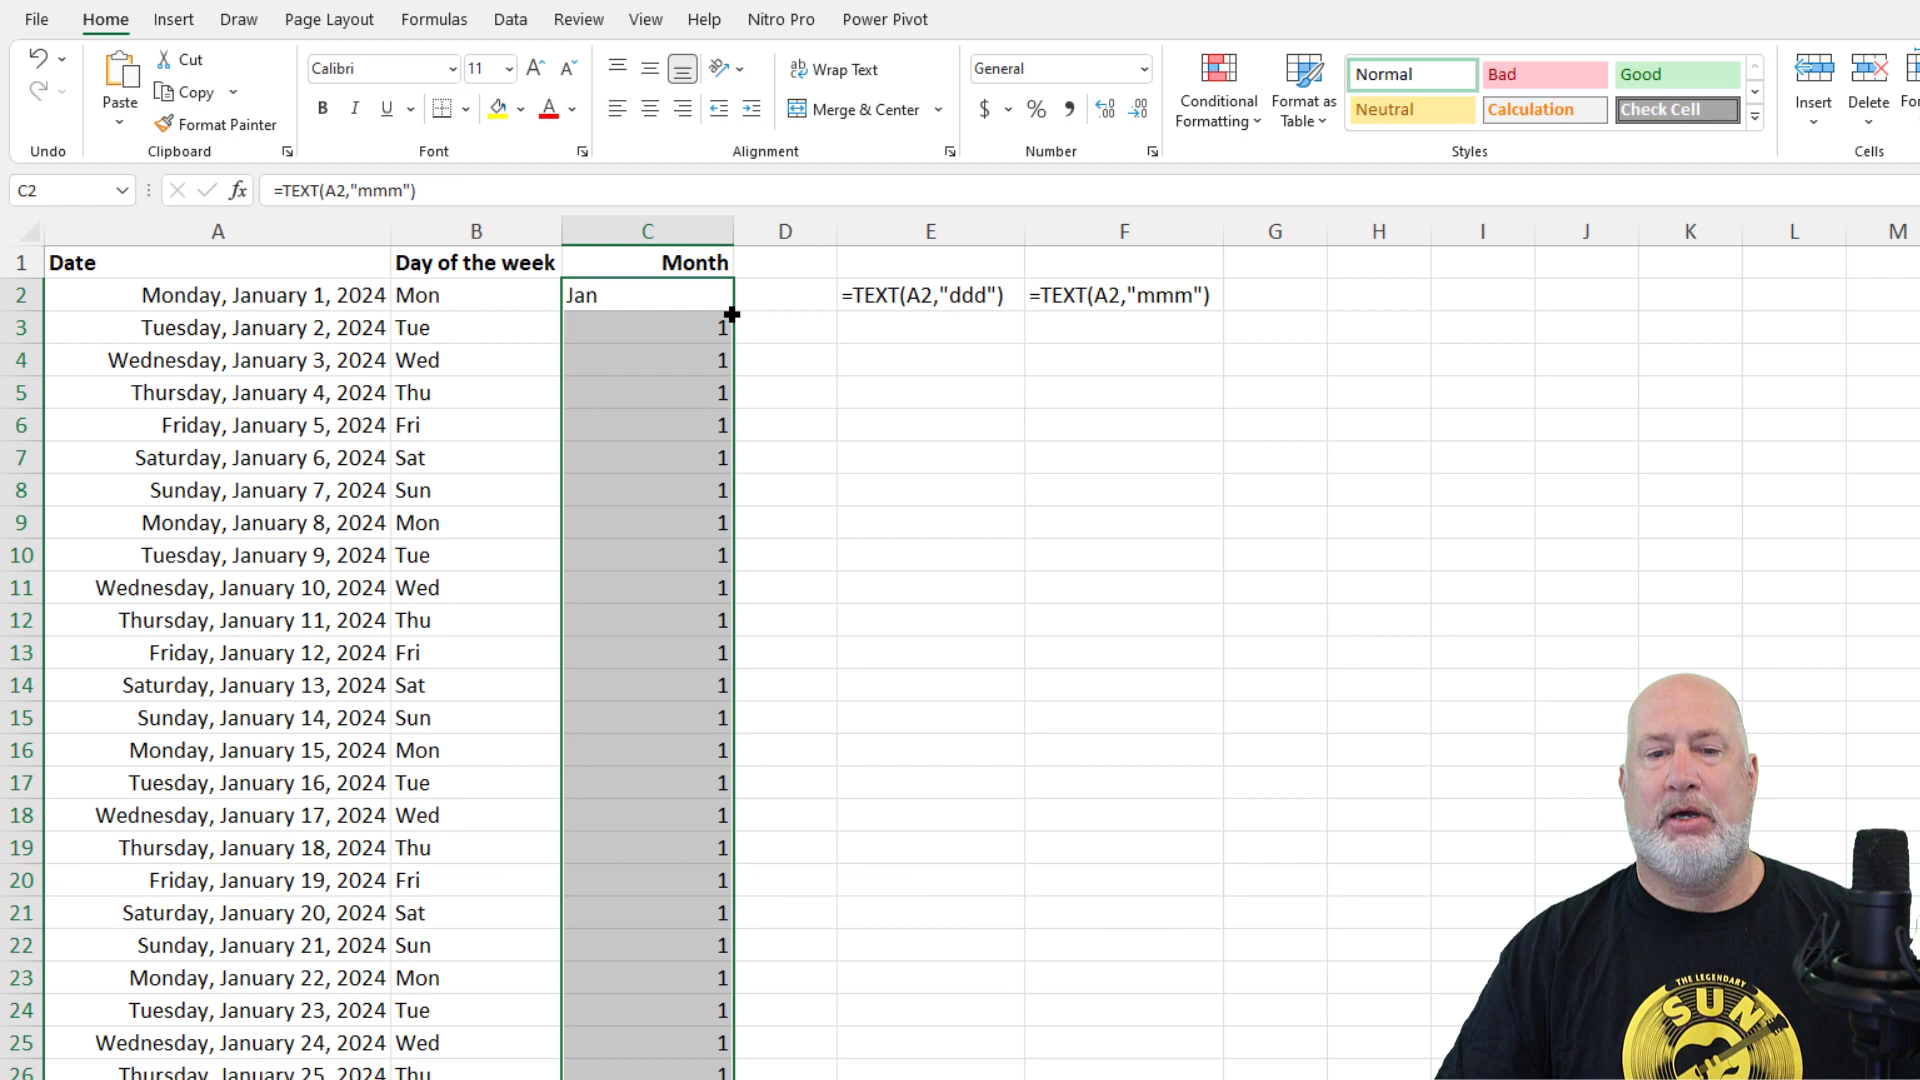 File Home Insert Draw Page Layout Formulas Data Review View Help Nitro Pro Power Pivot
Cut
Copy
Format Painter
Paste
Undo
Clipboard
Calibri 11
B I U A
Font
ab Wrap Text
Merge & Center
Alignment
General
$ % ,
Number
Conditional Formatting
Format as Table
Normal Bad Good
Neutral Calculation Check Cell
Styles
Insert Delete
Cells
C2 fx =TEXT(A2,"mmm")
A B C D E F G H I J K L M
1 Date Day of the week Month
2 Monday, January 1, 2024 Mon Jan =TEXT(A2,"ddd") =TEXT(A2,"mmm")
3 Tuesday, January 2, 2024 Tue 1
4 Wednesday, January 3, 2024 Wed 1
5 Thursday, January 4, 2024 Thu 1
6 Friday, January 5, 2024 Fri 1
7 Saturday, January 6, 2024 Sat 1
8 Sunday, January 7, 2024 Sun 1
9 Monday, January 8, 2024 Mon 1
10 Tuesday, January 9, 2024 Tue 1
11 Wednesday, January 10, 2024 Wed 1
12 Thursday, January 11, 2024 Thu 1
13 Friday, January 12, 2024 Fri 1
14 Saturday, January 13, 2024 Sat 1
15 Sunday, January 14, 2024 Sun 1
16 Monday, January 15, 2024 Mon 1
17 Tuesday, January 16, 2024 Tue 1
18 Wednesday, January 17, 2024 Wed 1
19 Thursday, January 18, 2024 Thu 1
20 Friday, January 19, 2024 Fri 1
21 Saturday, January 20, 2024 Sat 1
22 Sunday, January 21, 2024 Sun 1
23 Monday, January 22, 2024 Mon 1
24 Tuesday, January 23, 2024 Tue 1
25 Wednesday, January 24, 2024 Wed 1
26 Thursday, January 25, 2024 Thu 1
THE LEGENDARY
SUN